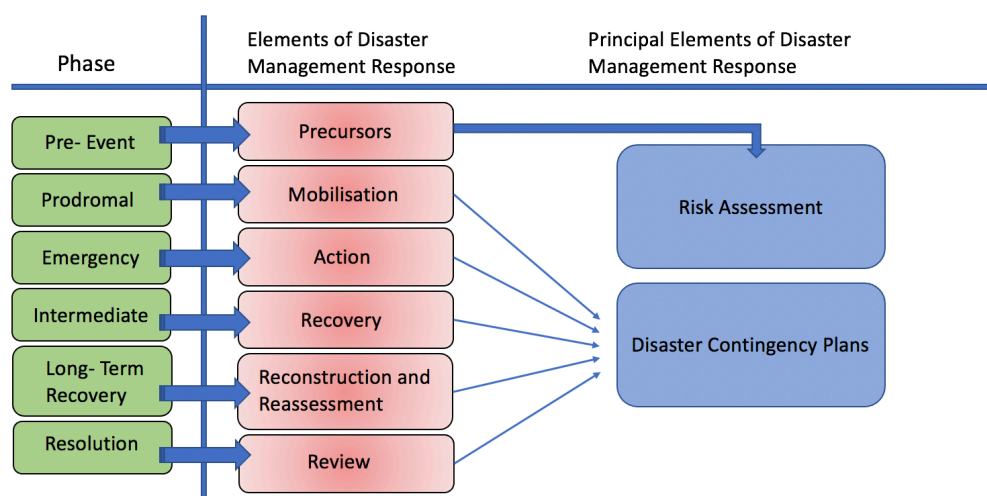 Phase
Elements of Disaster
Management Response
Principal Elements of Disaster
Management Response
Pre- Event
Precursors
Risk Assessment
Prodromal
Mobilisation
Emergency
Action
Intermediate
Recovery
Disaster Contingency Plans
Long- Term
Recovery
Reconstruction and
Reassessment
Resolution
Review